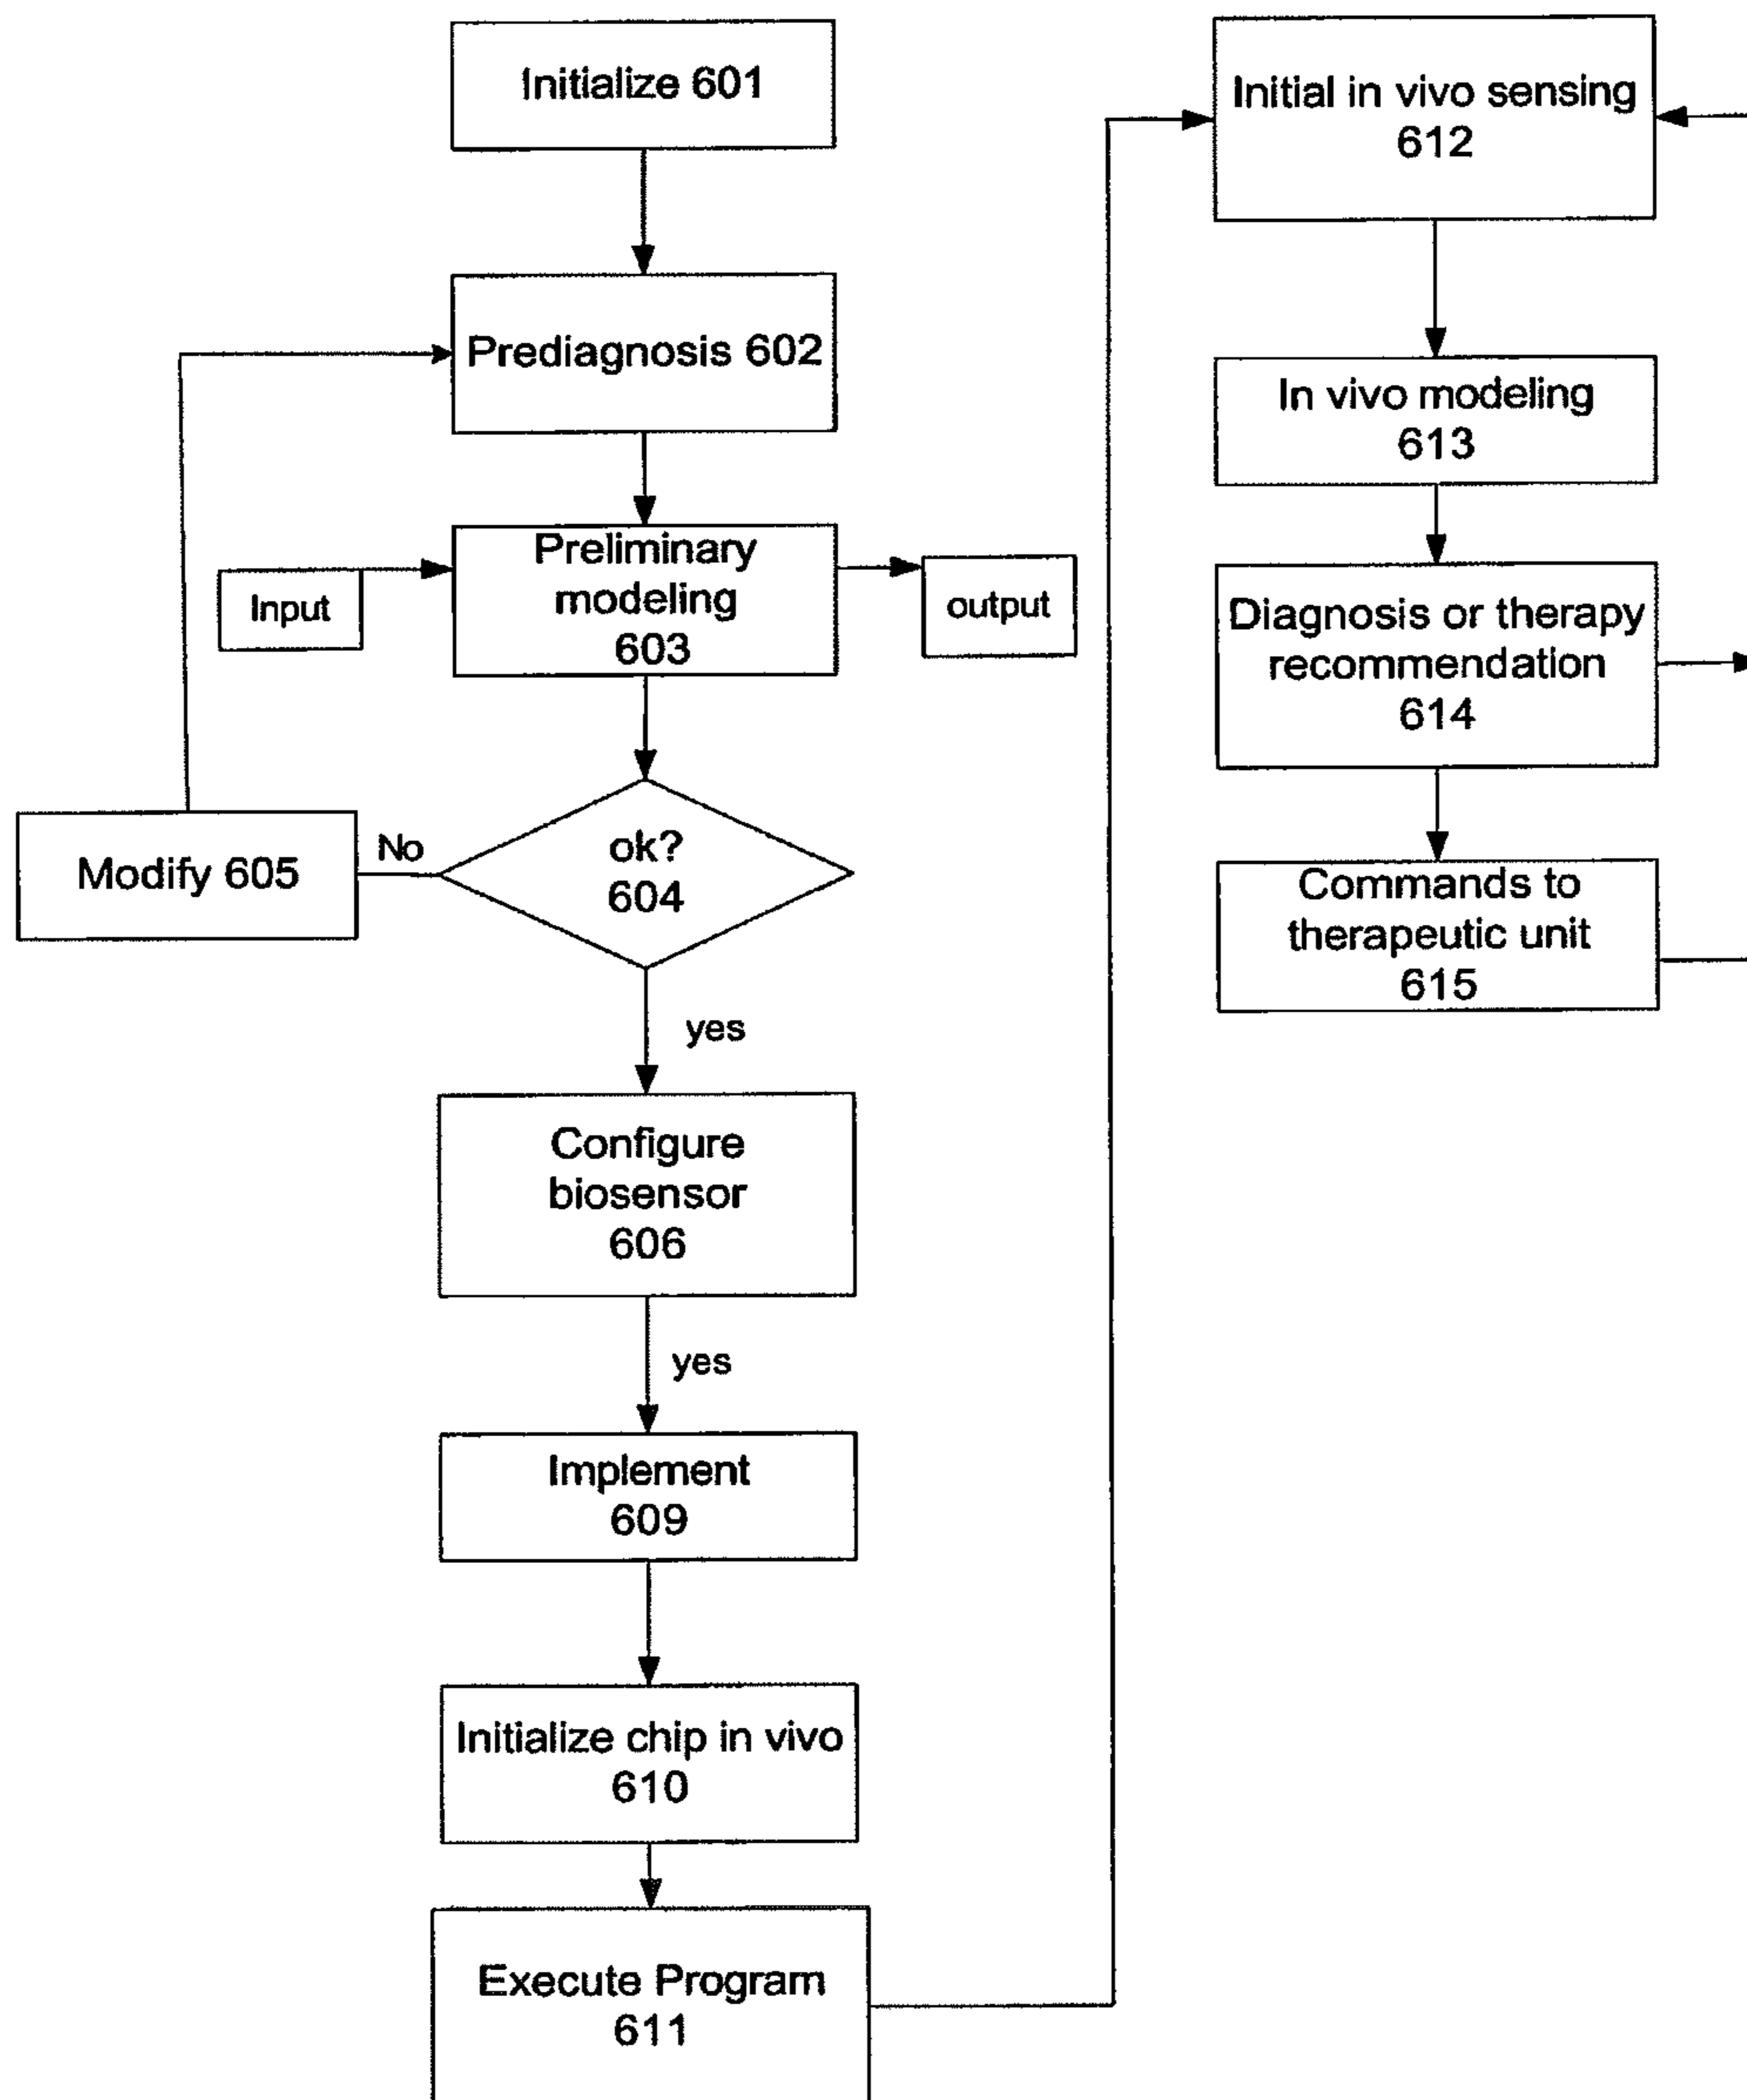 Initialize 601
Prediagnosis 602
Input
Preliminary
modeling
603
output
Modify 605
No
ok?
604
yes
Configure
biosensor
606
yes
Implement
609
Initialize chip in vivo
610
Execute Program
611
Initial in vivo sensing
612
In vivo modeling
613
Diagnosis or therapy
recommendation
614
Commands to
therapeutic unit
615